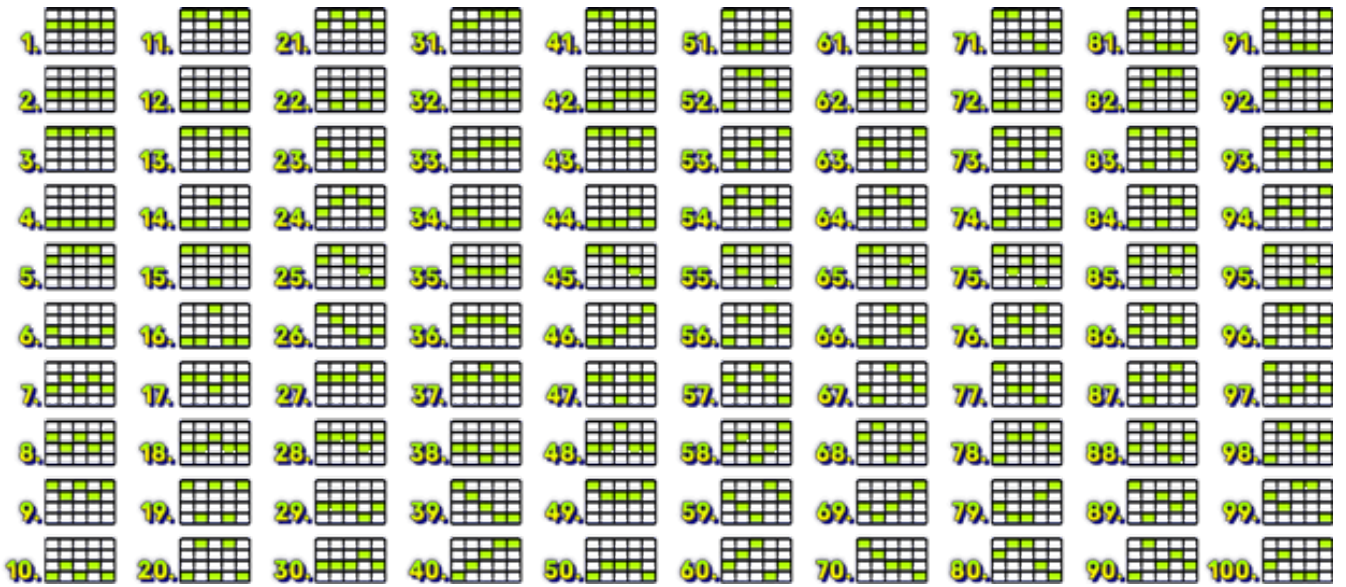 1. 11. 21. 31. 41. 51. 61. 71. 81. 91.
2. 12. 22. 32. 42. 52. 62. 72. 82. 92.
3. 13. 23. 33. 43. 53. 63. 73. 83. 93.
4. 14. 24. 34. 44. 54. 64. 74. 84. 94.
5. 15. 25. 35. 45. 55. 65. 75. 85. 95.
6. 16. 26. 36. 46. 56. 66. 76. 86. 96.
7. 17. 27. 37. 47. 57. 67. 77. 87. 97.
8. 18. 28. 38. 48. 58. 68. 78. 88. 98.
9. 19. 29. 39. 49. 59. 69. 79. 89. 99.
10. 20. 30. 40. 50. 60. 70. 80. 90. 100.